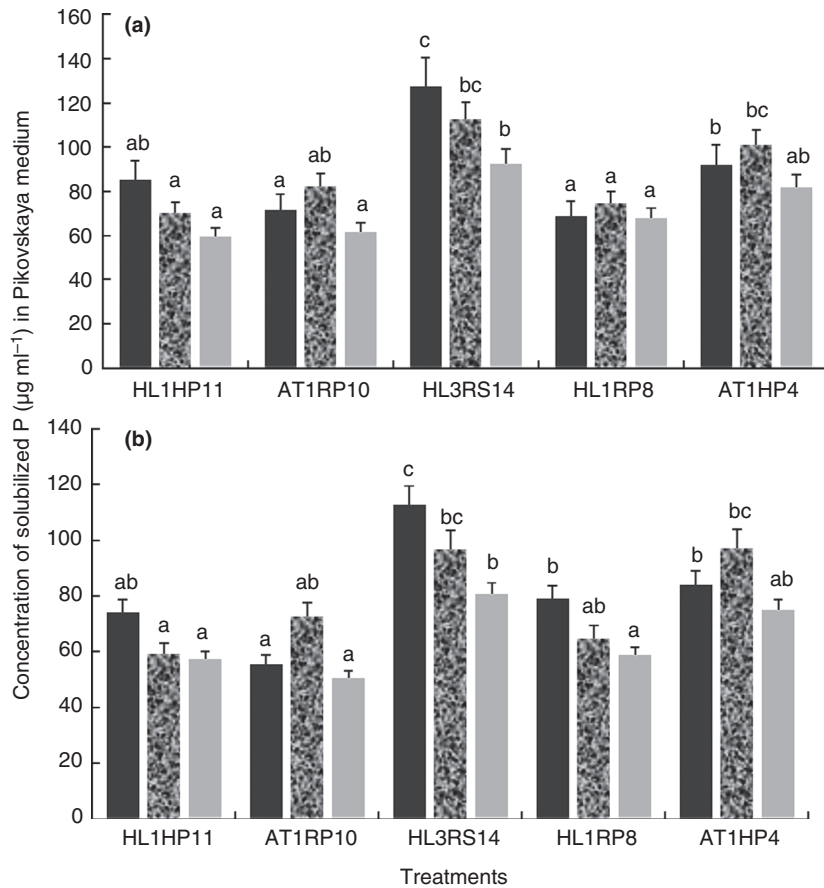 (a)
160
140
120
100
80
60
40
20
0
ab
a
a
a
ab
a
c
bc
b
a
a
a
b
bc
ab
HL1HP11 AT1RP10 HL3RS14 HL1RP8 AT1HP4
Concentration of solubilized P (µg ml⁻¹) in Pikovskaya medium
(b)
140
120
100
80
60
40
20
0
ab
a
a
a
ab
a
c
bc
b
b
ab
a
b
bc
ab
HL1HP11 AT1RP10 HL3RS14 HL1RP8 AT1HP4
Treatments